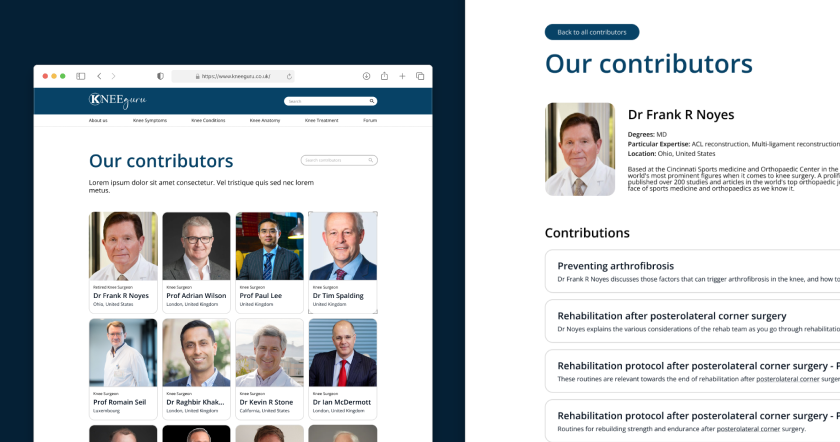 https://www.kneeguru.co.uk/
KNEEguru
Search
About us
Knee Symptoms
Knee Conditions
Knee Anatomy
Knee Treatment
Forum
Our contributors
Search contributors
Lorem ipsum dolor sit amet consectetur. Vel tristique quis sed nec lorem
metus.
Retired Knee Surgeon
Dr Frank R Noyes
Ohio, United States
Knee Surgeon
Prof Adrian Wilson
London, United Kingdom
Knee Surgeon
Prof Paul Lee
United Kingdom
Knee Surgeon
Dr Tim Spalding
United Kingdom
Knee Surgeon
Prof Romain Seil
Luxembourg
Knee Surgeon
Dr Raghbir Khak...
London, United Kingdom
Knee Surgeon
Dr Kevin R Stone
California, United States
Knee Surgeon
Dr Ian McDermott
London, United Kingdom
Back to all contributors
Our contributors
Dr Frank R Noyes
Degrees: MD
Particular Expertise: ACL reconstruction, Multi-ligament reconstruction
Location: Ohio, United States
Based at the Cincinnati Sports medicine and Orthopaedic Center in the
world's most prominent figures when it comes to knee surgery. A prolif
published over 200 studies and articles in the world's top orthopaedic j
face of sports medicine and orthopaedics as we know it.
Contributions
Preventing arthrofibrosis
Dr Frank R Noyes discusses those factors that can trigger arthrofibrosis in the knee, and how to
Rehabilitation after posterolateral corner surgery
Dr Noyes explains the various considerations of the rehab team as you go through rehabilitatio
Rehabilitation protocol after posterolateral corner surgery - P
These routines are relevant towards the end of rehabilitation after posterolateral corner surger
Rehabilitation protocol after posterolateral corner surgery - P
Routines for rebuilding strength and endurance after posterolateral corner surgery.